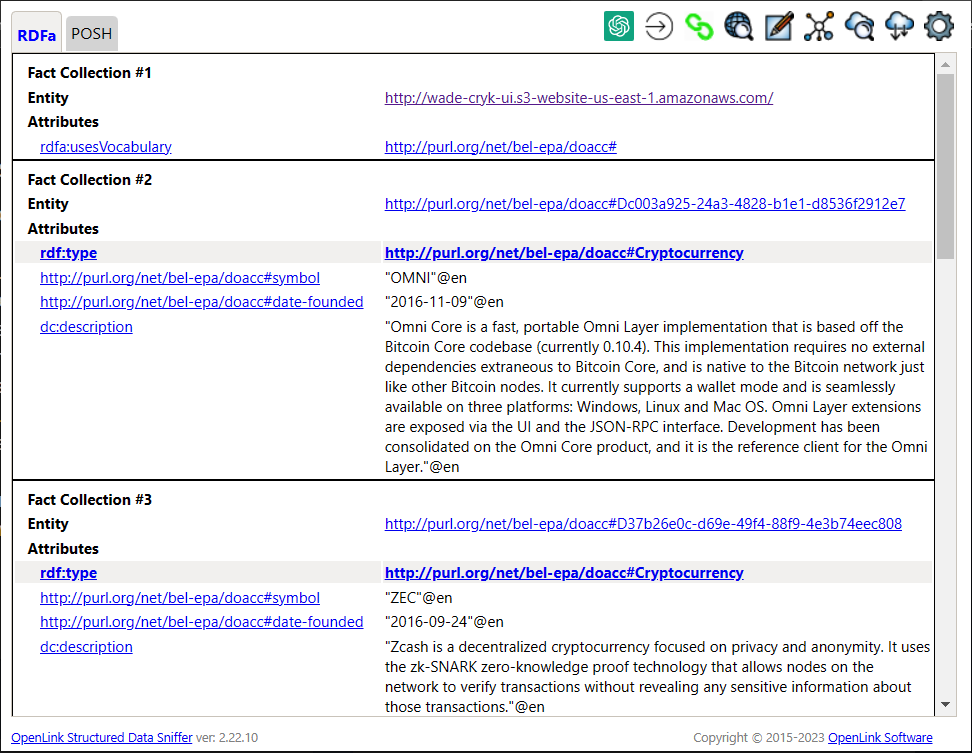 RDFa POSH
Fact Collection #1
Entity http://wade-cryk-ui.s3-website-us-east-1.amazonaws.com/
Attributes
rdfa:usesVocabulary http://purl.org/net/bel-epa/doacc#
Fact Collection #2
Entity http://purl.org/net/bel-epa/doacc#Dc003a925-24a3-4828-b1e1-d8536f2912e7
Attributes
rdf:type http://purl.org/net/bel-epa/doacc#Cryptocurrency
http://purl.org/net/bel-epa/doacc#symbol "OMNI"@en
http://purl.org/net/bel-epa/doacc#date-founded "2016-11-09"@en
dc:description "Omni Core is a fast, portable Omni Layer implementation that is based off the
Bitcoin Core codebase (currently 0.10.4). This implementation requires no external
dependencies extraneous to Bitcoin Core, and is native to the Bitcoin network just
like other Bitcoin nodes. It currently supports a wallet mode and is seamlessly
available on three platforms: Windows, Linux and Mac OS. Omni Layer extensions
are exposed via the UI and the JSON-RPC interface. Development has been
consolidated on the Omni Core product, and it is the reference client for the Omni
Layer."@en
Fact Collection #3
Entity http://purl.org/net/bel-epa/doacc#D37b26e0c-d69e-49f4-88f9-4e3b74eec808
Attributes
rdf:type http://purl.org/net/bel-epa/doacc#Cryptocurrency
http://purl.org/net/bel-epa/doacc#symbol "ZEC"@en
http://purl.org/net/bel-epa/doacc#date-founded "2016-09-24"@en
dc:description "Zcash is a decentralized cryptocurrency focused on privacy and anonymity. It uses
the zk-SNARK zero-knowledge proof technology that allows nodes on the
network to verify transactions without revealing any sensitive information about
those transactions."@en
OpenLink Structured Data Sniffer ver: 2.22.10 Copyright © 2015-2023 OpenLink Software